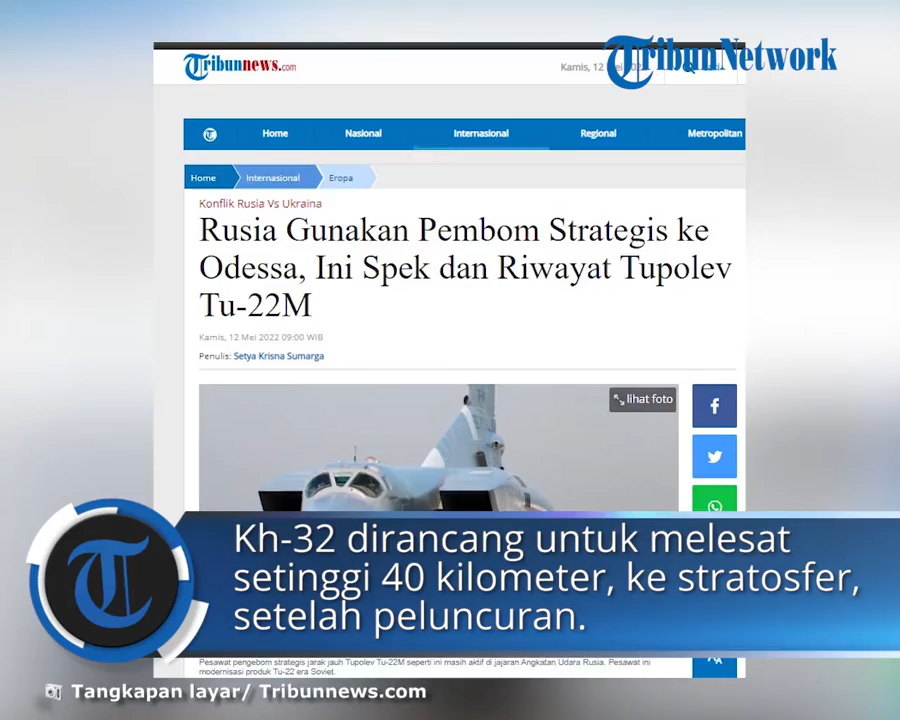 Tribunnews.com
Kamis, 12
Tribun Network
Home Nasional Internasional Regional Metropolitan
Home Internasional Eropa
Konflik Rusia Vs Ukraina
Rusia Gunakan Pembom Strategis ke
Odessa, Ini Spek dan Riwayat Tupolev
Tu-22M
Kamis, 12 Mei 2022 09:00 WIB
Penulis: Setya Krisna Sumarga
lihat foto
Kh-32 dirancang untuk melesat
setinggi 40 kilometer, ke stratosfer,
setelah peluncuran.
Pesawat pengebom strategis jarak jauh Tupolev Tu-22M seperti ini masih aktif di jajaran Angkatan Udara Rusia. Pesawat ini
modernisasi produk Tu-22 era Soviet.
Tangkapan layar/ Tribunnews.com